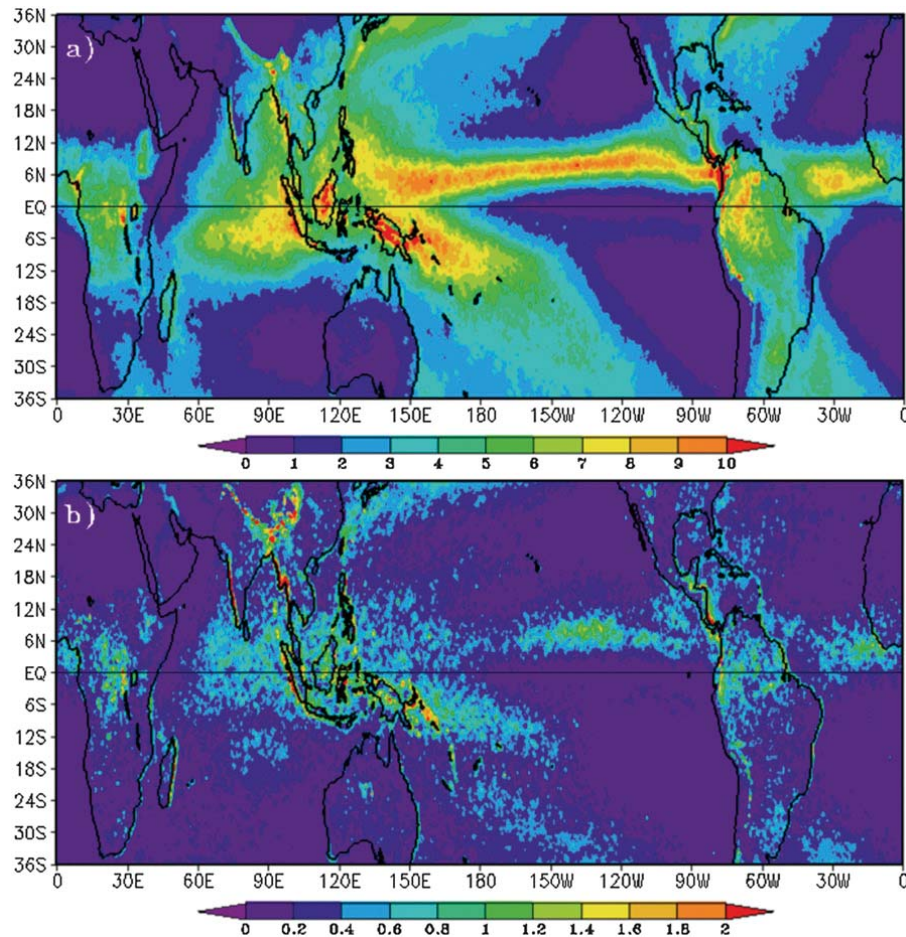 36N
a)
30N
24N
18N
12N
6N
EQ
6S
12S
18S
24S
30S
36S
0 30E 60E 90E 120E 150E 180 150W 120W 90W 60W 30W 0
0 1 2 3 4 5 6 7 8 9 10
36N
b)
30N
24N
18N
12N
6N
EQ
6S
12S
18S
24S
30S
36S
0 30E 60E 90E 120E 150E 180 150W 120W 90W 60W 30W 0
0 0.2 0.4 0.6 0.8 1 1.2 1.4 1.6 1.8 2